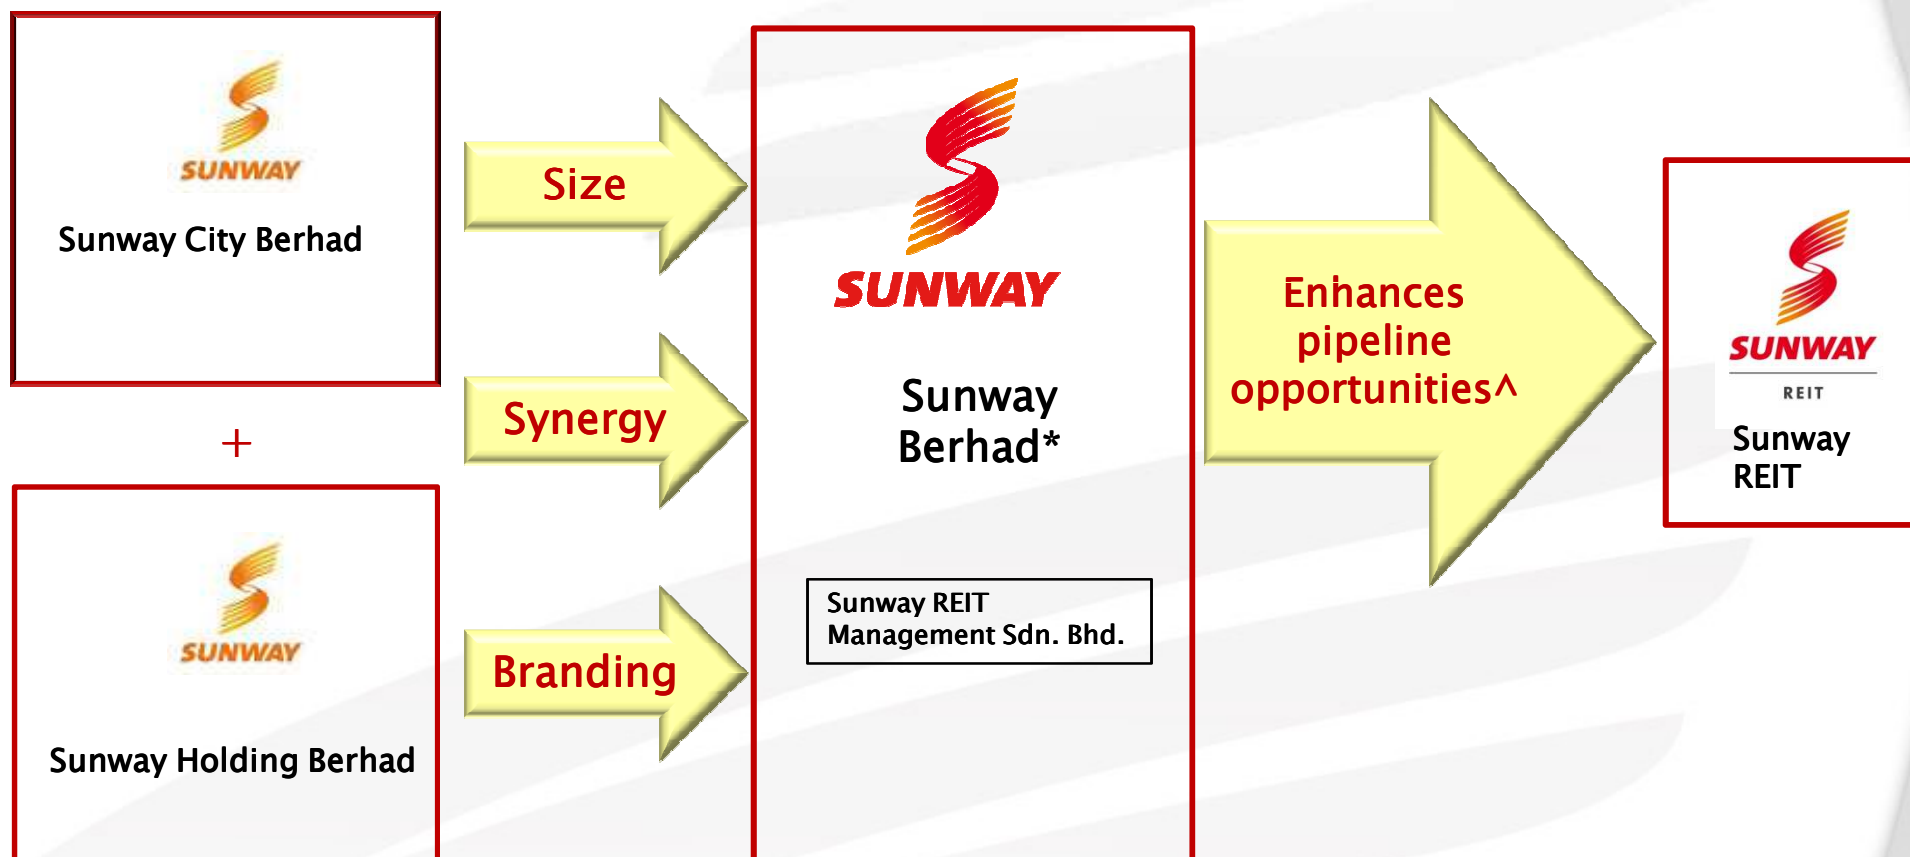 SUNWAY
Sunway City Berhad
+
SUNWAY
Sunway Holding Berhad
Size
Synergy
Branding
SUNWAY
Sunway
Berhad*
Sunway REIT
Management Sdn. Bhd.
Enhances
pipeline
opportunities^
SUNWAY
REIT
Sunway
REIT